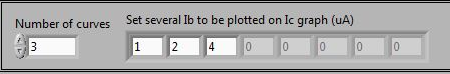 Number of curves Set several Ib to be plotted on Ic graph (uA)
3 1 2 4 0 0 0 0 0